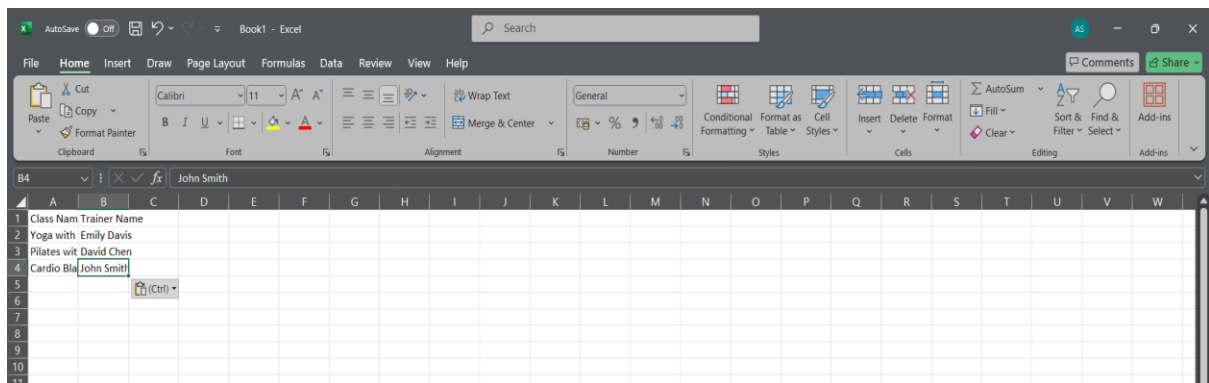 AutoSave Off Book1 - Excel Search AS
File Home Insert Draw Page Layout Formulas Data Review View Help Comments Share
Paste Cut Copy Format Painter
Clipboard
Calibri 11 A A B I U A
Font
Wrap Text Merge & Center
Alignment
General % 9
Number
Conditional Formatting Format as Table Cell Styles
Styles
Insert Delete Format
Cells
AutoSum Fill Clear Sort & Filter Find & Select
Editing
Add-ins
Add-ins
B4 fx John Smith
A B C D E F G H I J K L M N O P Q R S T U V W
1 Class Nam Trainer Name
2 Yoga with Emily Davis
3 Pilates wit David Chen
4 Cardio Bla John Smith
5 (Ctrl)
6
7
8
9
10
11